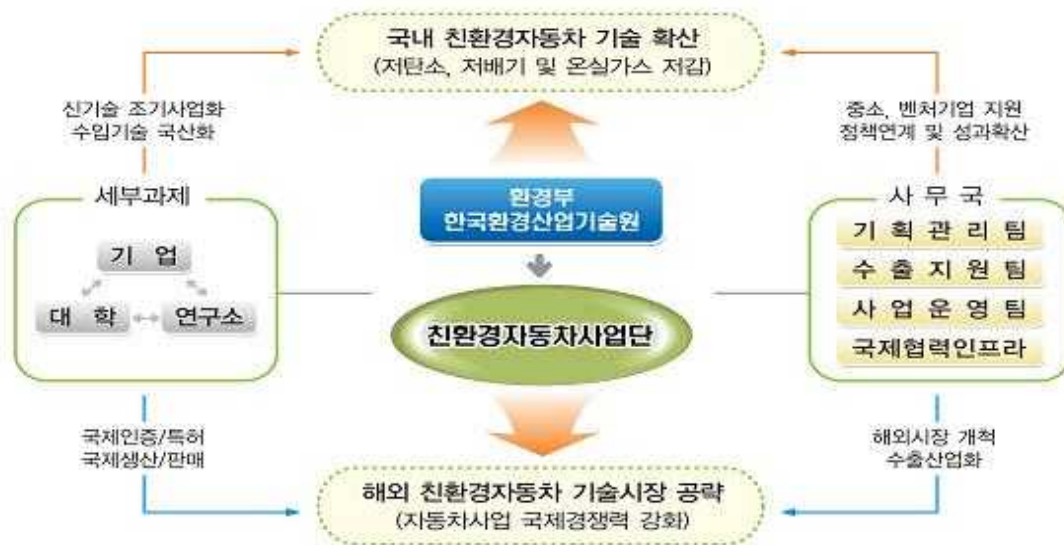 국내 친환경자동차 기술 확산
(저탄소, 저배기 및 온실가스 저감)
신기술 조기사업화
수입기술 국산화
중소, 벤처기업 지원
정책연계 및 성과확산
세부과제
기 업
대 학
연구소
환경부
한국환경산업기술원
친환경자동차사업단
사 무 국
기 획 관 리 팀
수 출 지 원 팀
사 업 운 영 팀
국제협력인프라
국제인증/특허
국제생산/판매
해외시장 개척
수출산업화
해외 친환경자동차 기술시장 공략
(자동차사업 국제경쟁력 강화)